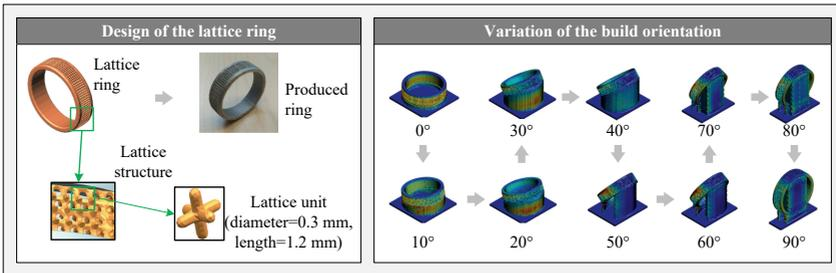 Design of the lattice ring
Lattice
ring
Produced
ring
Lattice
structure
Lattice unit
(diameter=0.3 mm,
length=1.2 mm)
Variation of the build orientation
0°
30°
40°
70°
80°
10°
20°
50°
60°
90°